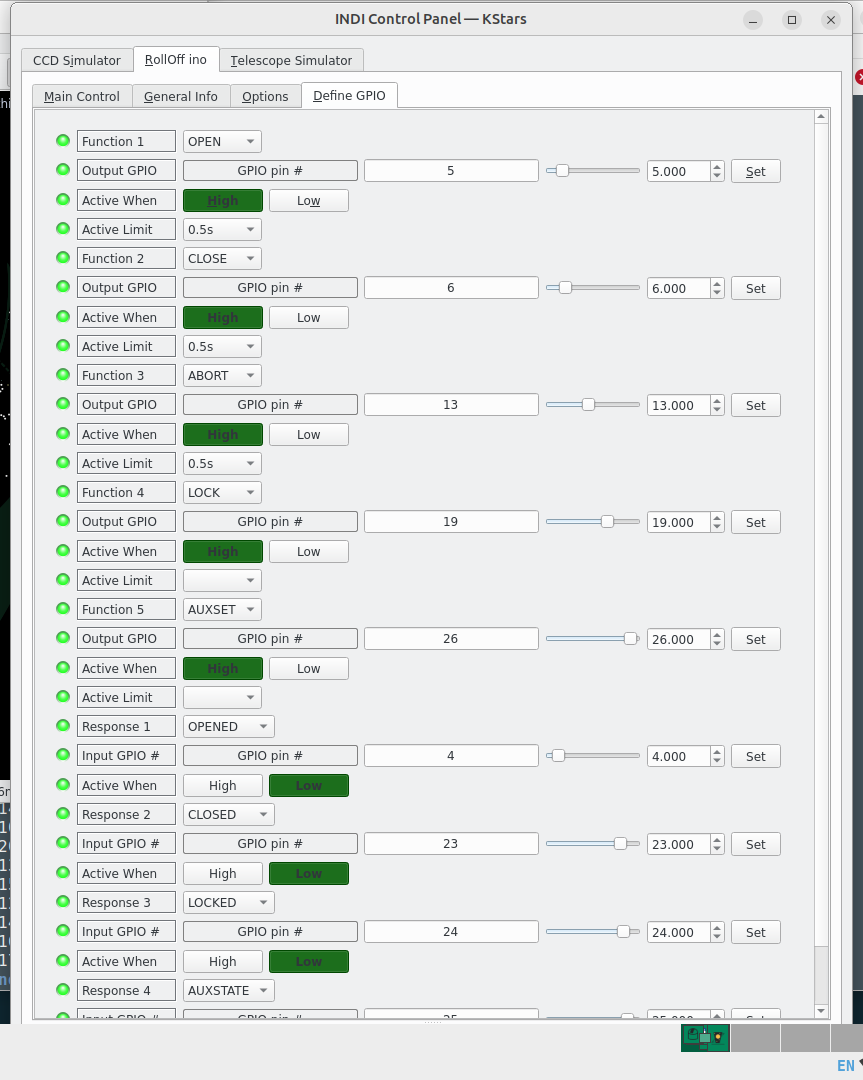 INDI Control Panel — KStars
CCD Simulator RollOff ino Telescope Simulator
Main Control General Info Options Define GPIO
Function 1 OPEN
Output GPIO GPIO pin # 5 5.000 Set
Active When High Low
Active Limit 0.5s
Function 2 CLOSE
Output GPIO GPIO pin # 6 6.000 Set
Active When High Low
Active Limit 0.5s
Function 3 ABORT
Output GPIO GPIO pin # 13 13.000 Set
Active When High Low
Active Limit 0.5s
Function 4 LOCK
Output GPIO GPIO pin # 19 19.000 Set
Active When High Low
Active Limit
Function 5 AUXSET
Output GPIO GPIO pin # 26 26.000 Set
Active When High Low
Active Limit
Response 1 OPENED
Input GPIO # GPIO pin # 4 4.000 Set
Active When High Low
Response 2 CLOSED
Input GPIO # GPIO pin # 23 23.000 Set
Active When High Low
Response 3 LOCKED
Input GPIO # GPIO pin # 24 24.000 Set
Active When High Low
Response 4 AUXSTATE
Input GPIO # GPIO pin # 25 25.000 Set
EN